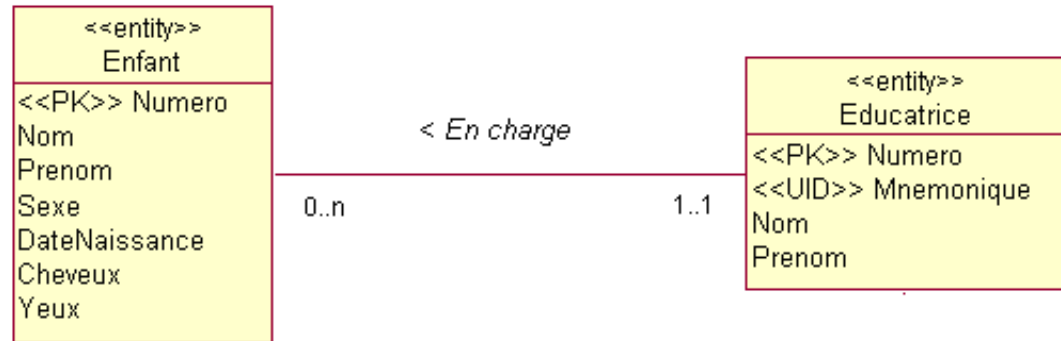 <<entity>>
Enfant
<<PK>> Numero
Nom
Prenom
Sexe
DateNaissance
Cheveux
Yeux
< En charge
0..n
1..1
<<entity>>
Educatrice
<<PK>> Numero
<<UID>> Mnemonique
Nom
Prenom